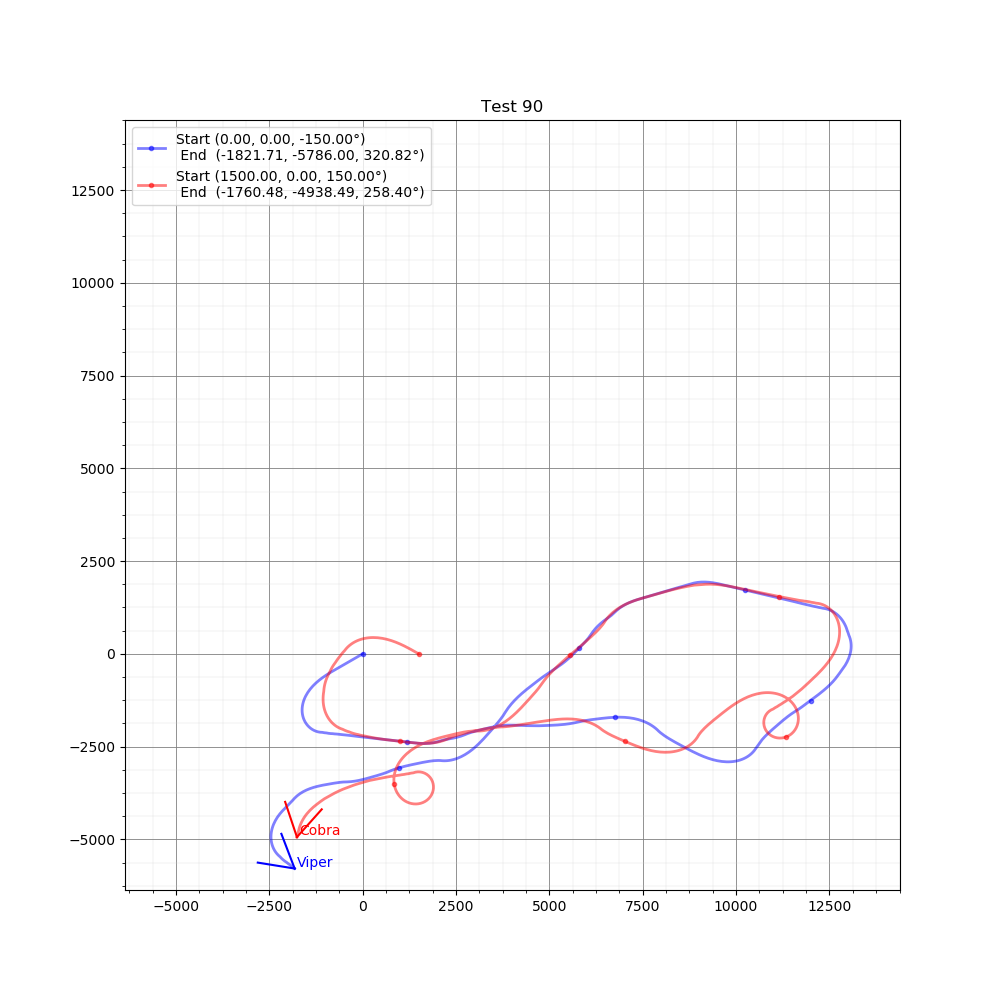 Test 90
Start (0.00, 0.00, -150.00°)
End  (-1821.71, -5786.00, 320.82°)
Start (1500.00, 0.00, 150.00°)
End  (-1760.48, -4938.49, 258.40°)
12500
10000
7500
5000
2500
0
−2500
−5000
Cobra
Viper
−5000 −2500 0 2500 5000 7500 10000 12500